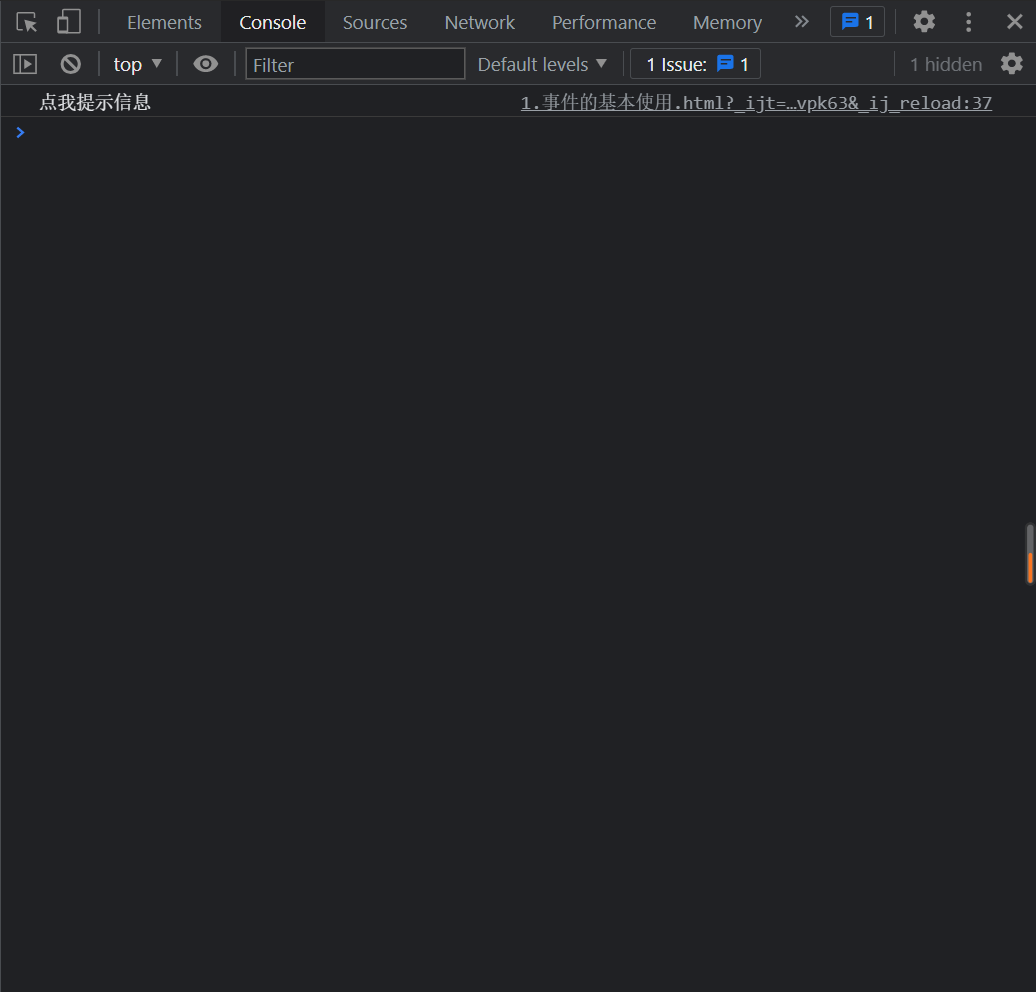 Elements Console Sources Network Performance Memory 1
top Filter Default levels 1 Issue: 1 1 hidden
点我提示信息 1.事件的基本使用.html?_ijt=…vpk63&_ij_reload:37